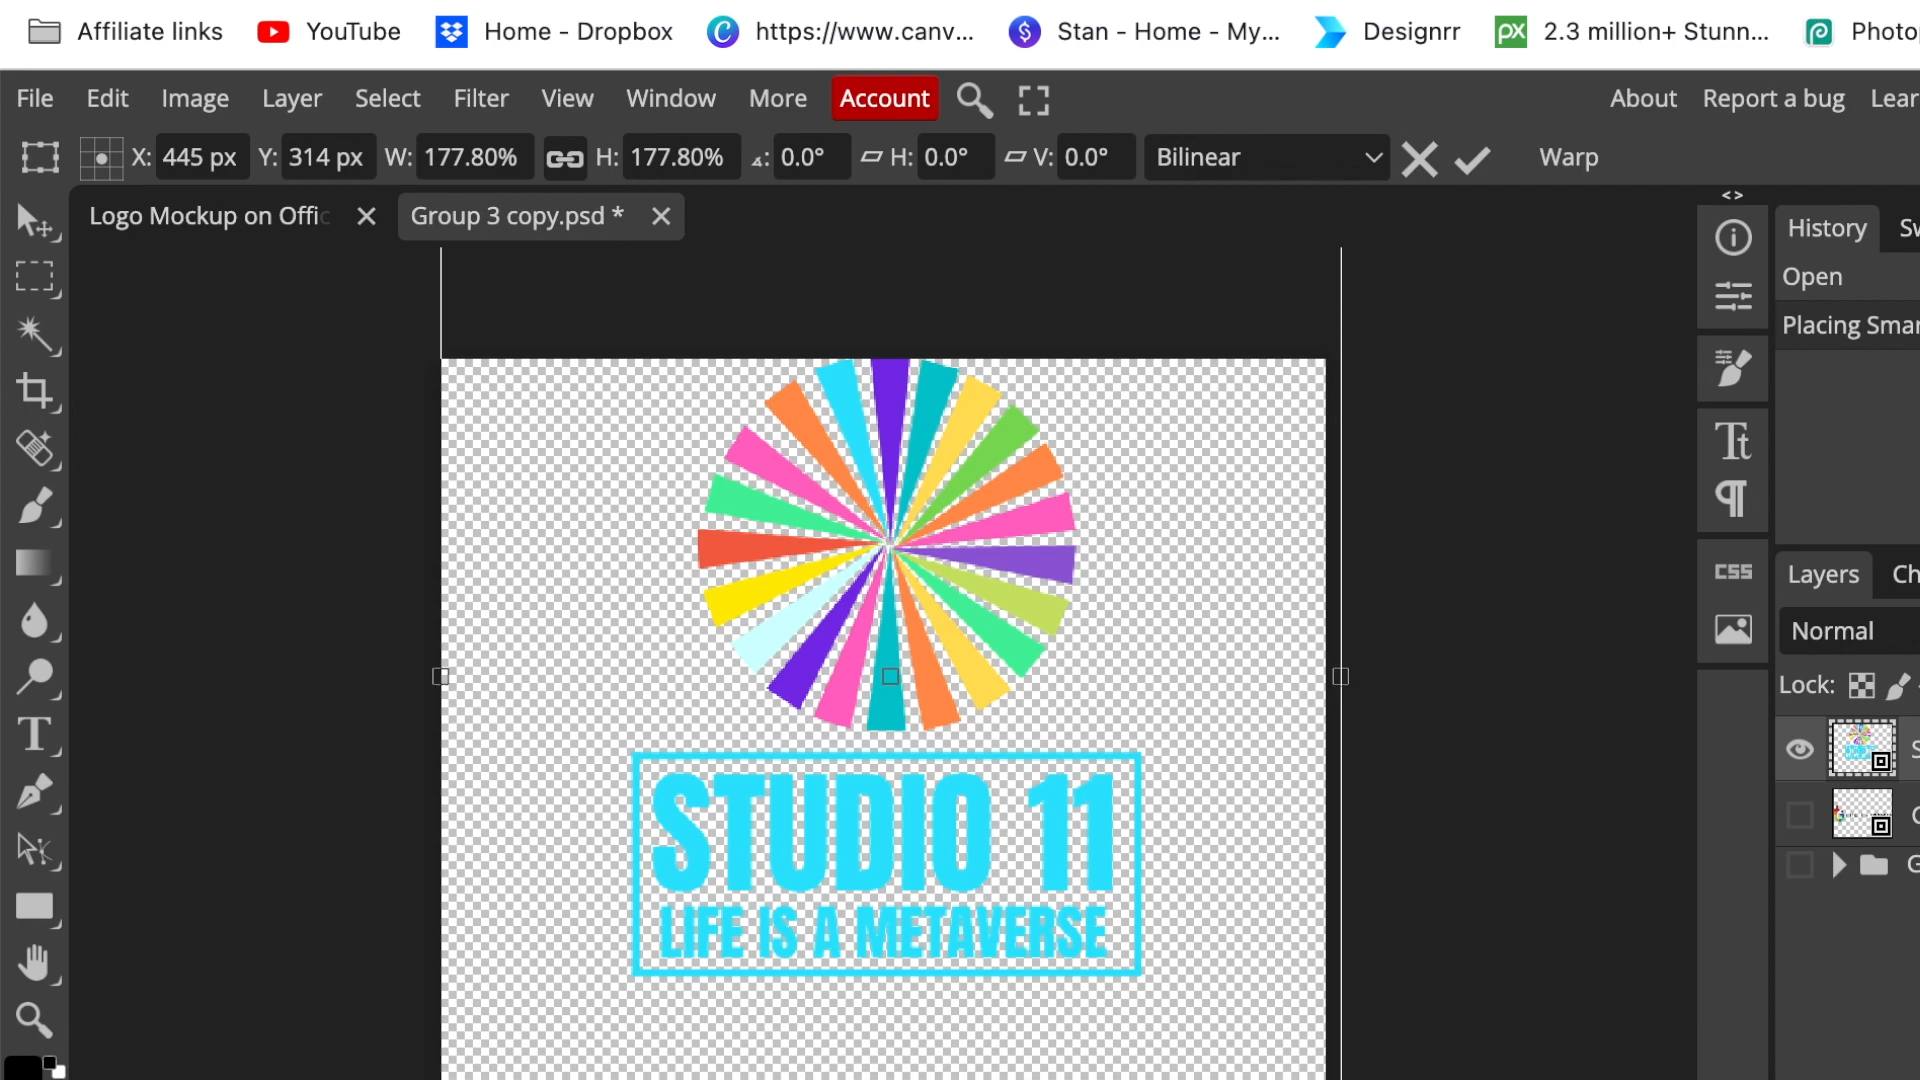 Affiliate links YouTube Home - Dropbox https://www.canv... Stan - Home - My... Designrr PX 2.3 million+ Stunn... Photo
File Edit Image Layer Select Filter View Window More Account About Report a bug Lear
X: 445 px Y: 314 px W: 177.80% H: 177.80% 0.0° H: 0.0° V: 0.0° Bilinear Warp
Logo Mockup on Offic Group 3 copy.psd *
History Sw
Open
Placing Smar
CSS
Layers Ch
Normal
Lock:
STUDIO 11
LIFE IS A METAVERSE